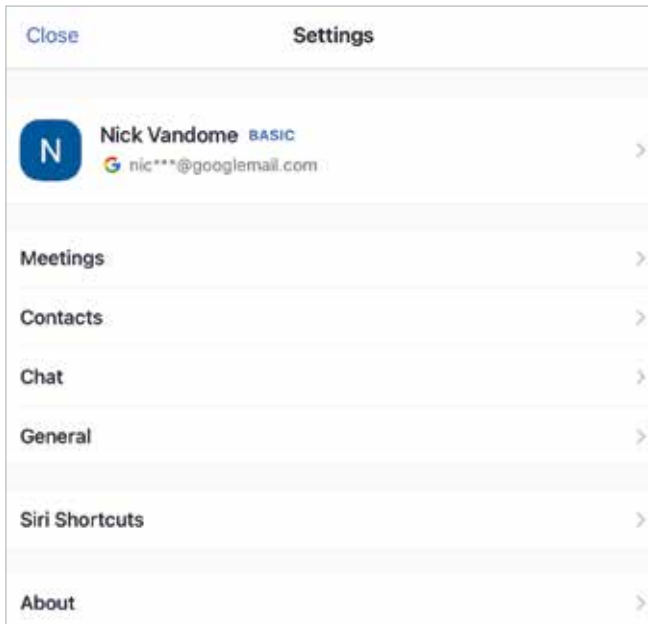 Close Settings
N
Nick Vandome BASIC
G nic***@googlemail.com
Meetings
Contacts
Chat
General
Siri Shortcuts
About